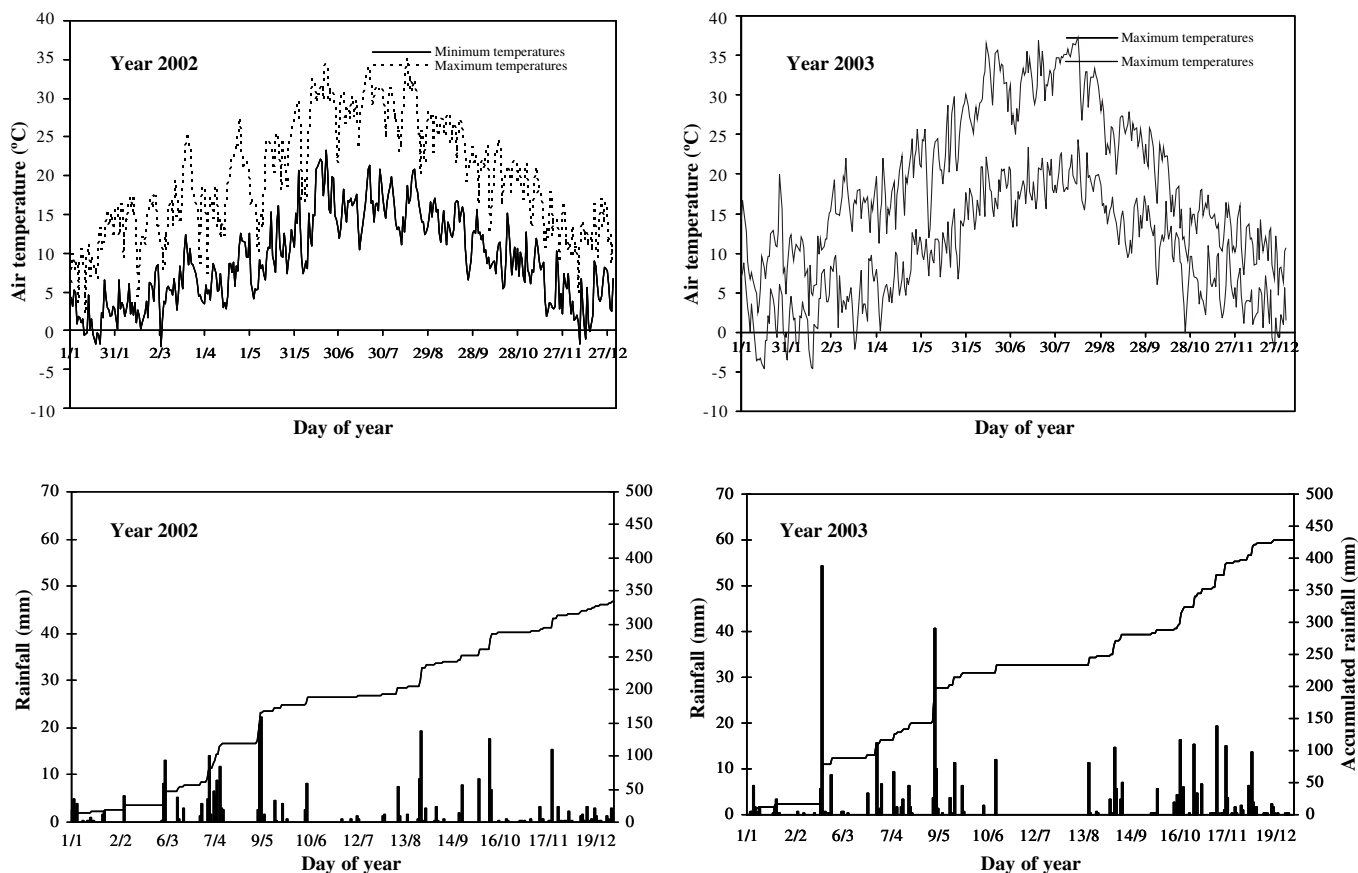 40
35
30
25
20
15
10
5
0
-5
-10
Air temperature (ºC)
Year 2002
Minimum temperatures
Maximum temperatures
1/1 31/1 2/3 1/4 1/5 31/5 30/6 30/7 29/8 28/9 28/10 27/11 27/12
Day of year
40
35
30
25
20
15
10
5
0
-5
-10
Air temperature (ºC)
Year 2003
Maximum temperatures
Maximum temperatures
1/1 31/1 2/3 1/4 1/5 31/5 30/6 30/7 29/8 28/9 28/10 27/11 27/12
Day of year
70
60
50
40
30
20
10
0
Rainfall (mm)
Year 2002
500
450
400
350
300
250
200
150
100
50
0
1/1 2/2 6/3 7/4 9/5 10/6 12/7 13/8 14/9 16/10 17/11 19/12
Day of year
70
60
50
40
30
20
10
0
Rainfall (mm)
Year 2003
500
450
400
350
300
250
200
150
100
50
0
Accumulated rainfall (mm)
1/1 2/2 6/3 7/4 9/5 10/6 12/7 13/8 14/9 16/10 17/11 19/12
Day of year